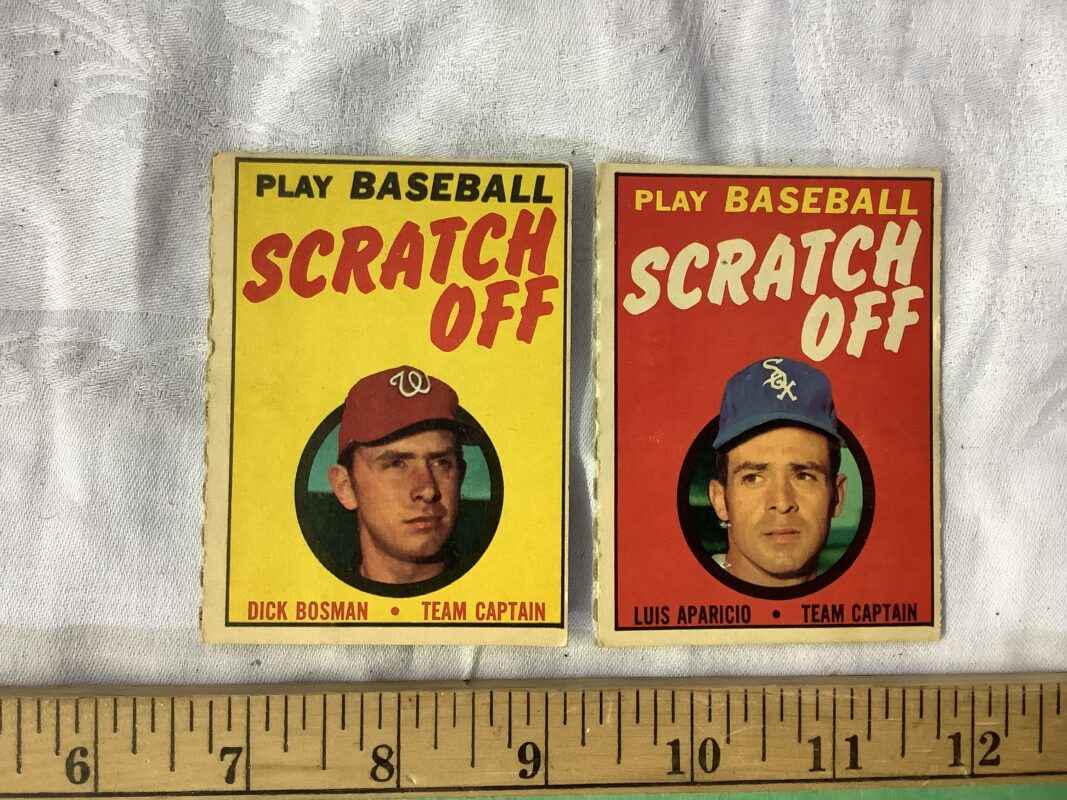 PLAY BASEBALL
SCRATCH
OFF
W
DICK BOSMAN • TEAM CAPTAIN
PLAY BASEBALL
SCRATCH
OFF
SOX
LUIS APARICIO • TEAM CAPTAIN
6 7 8 9 10 11 12